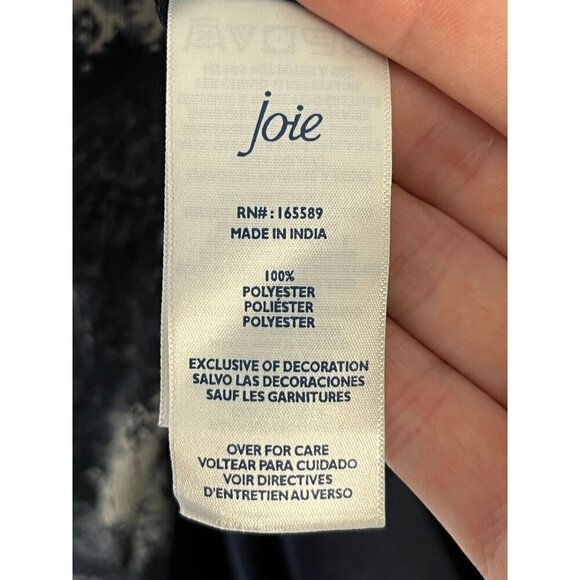 joie
RN#: 165589
MADE IN INDIA
100%
POLYESTER
POLIÉSTER
POLYESTER
EXCLUSIVE OF DECORATION
SALVO LAS DECORACIONES
SAUF LES GARNITURES
OVER FOR CARE
VOLTEAR PARA CUIDADO
VOIR DIRECTIVES
D'ENTRETIEN AU VERSO